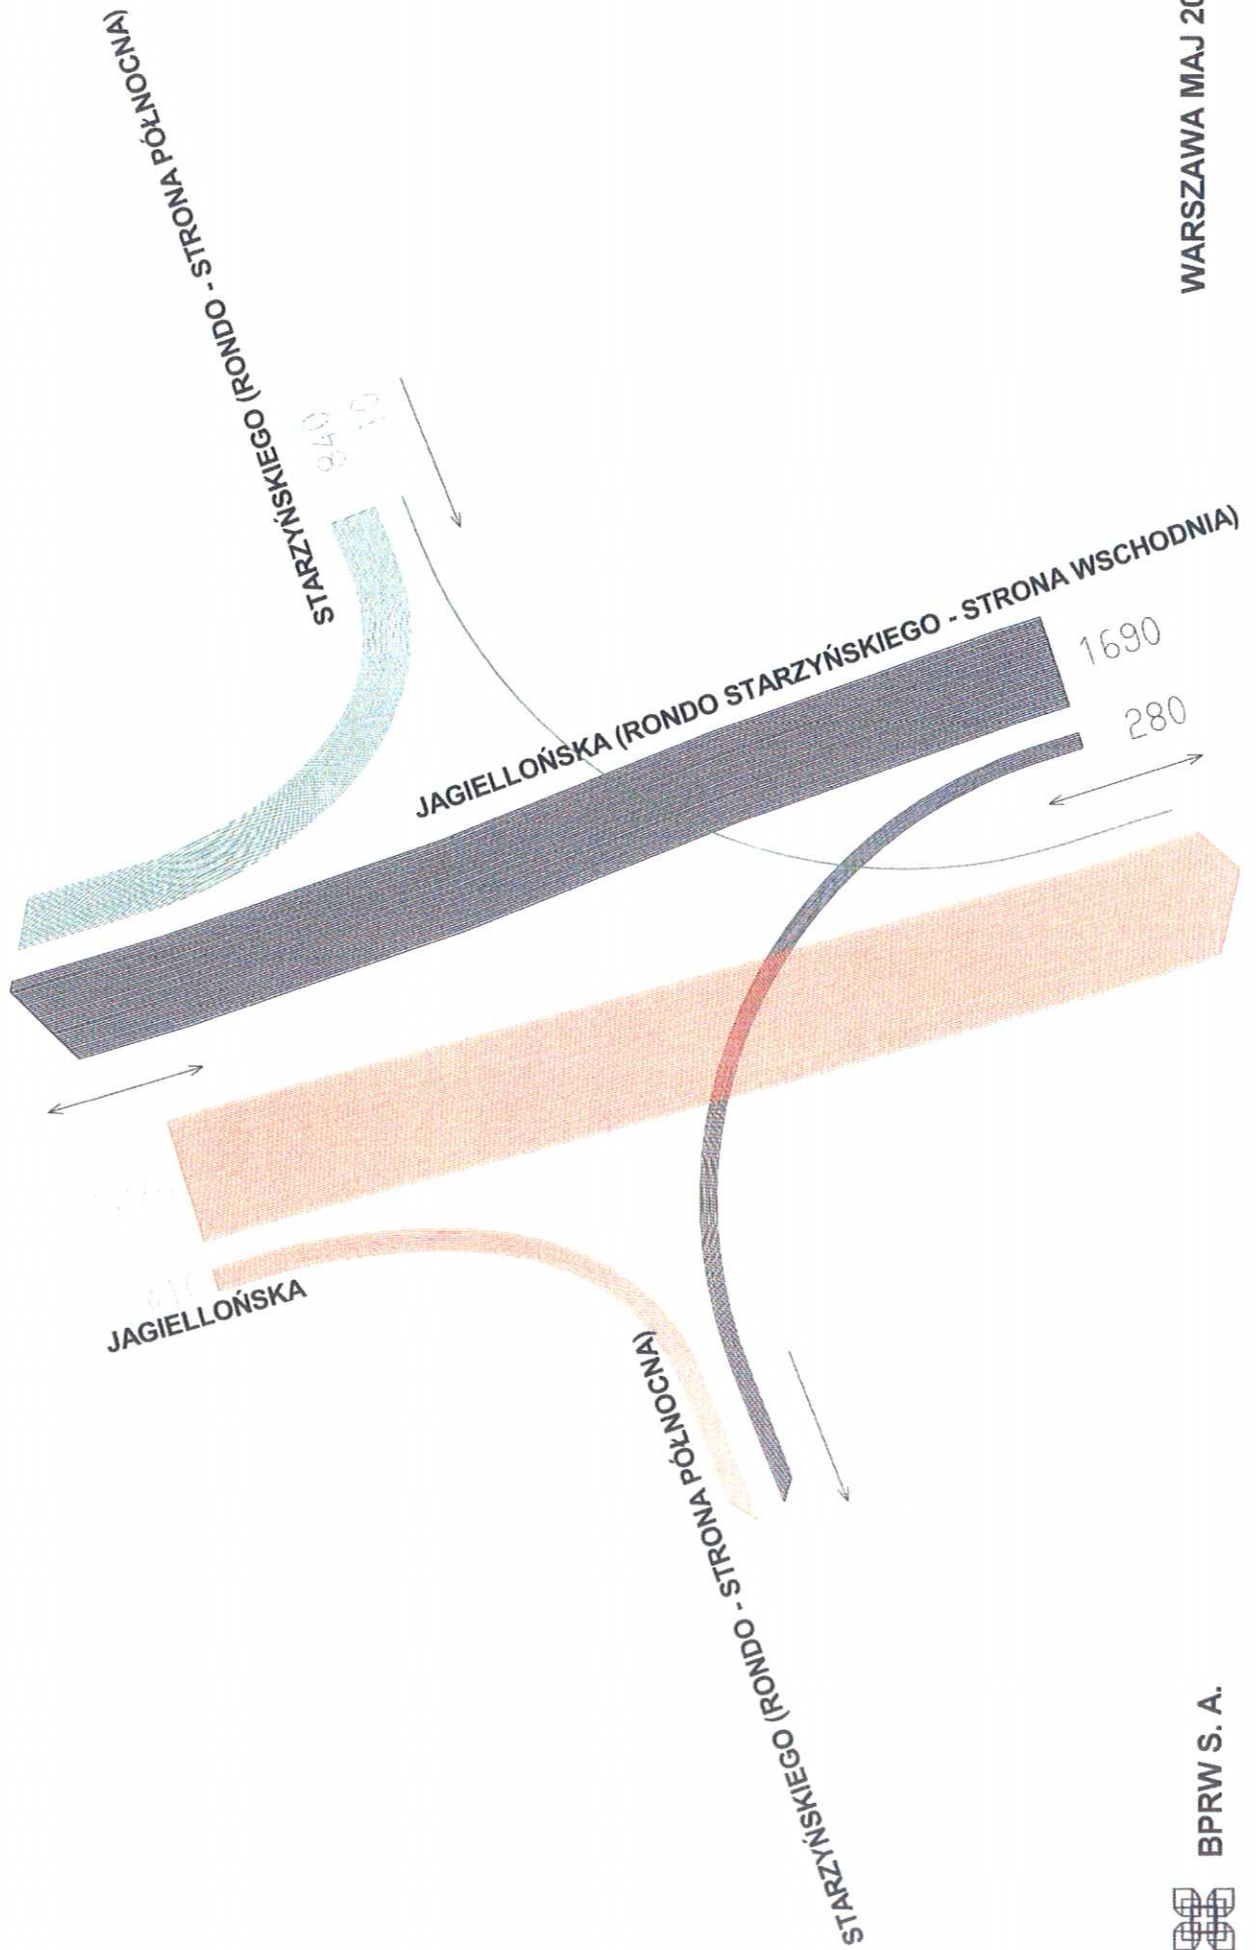 STARZYŃSKIEGO (RONDO - STRONA PÓŁNOCNA)
840
10
JAGIELLOŃSKA (RONDO STARZYŃSKIEGO - STRONA WSCHODNIA)
1690
280
JAGIELLOŃSKA
STARZYŃSKIEGO (RONDO - STRONA PÓŁNOCNA)
BPRW S. A.
WARSZAWA MAJ